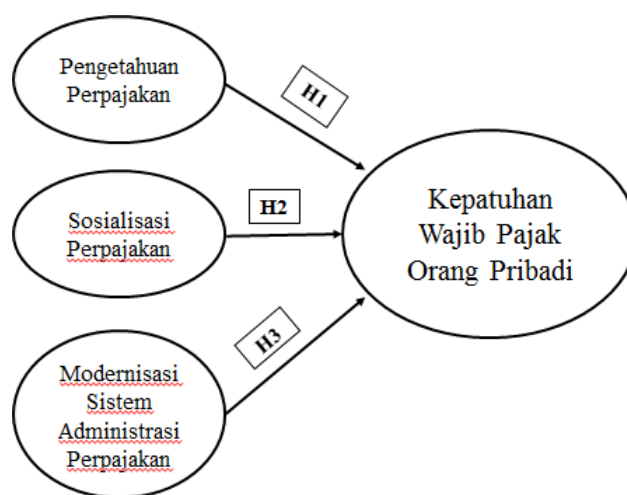 Pengetahuan
Perpajakan
H1
Sosialisasi
Perpajakan
H2
Kepatuhan
Wajib Pajak
Orang Pribadi
Modernisasi
Sistem
Administrasi
Perpajakan
H3